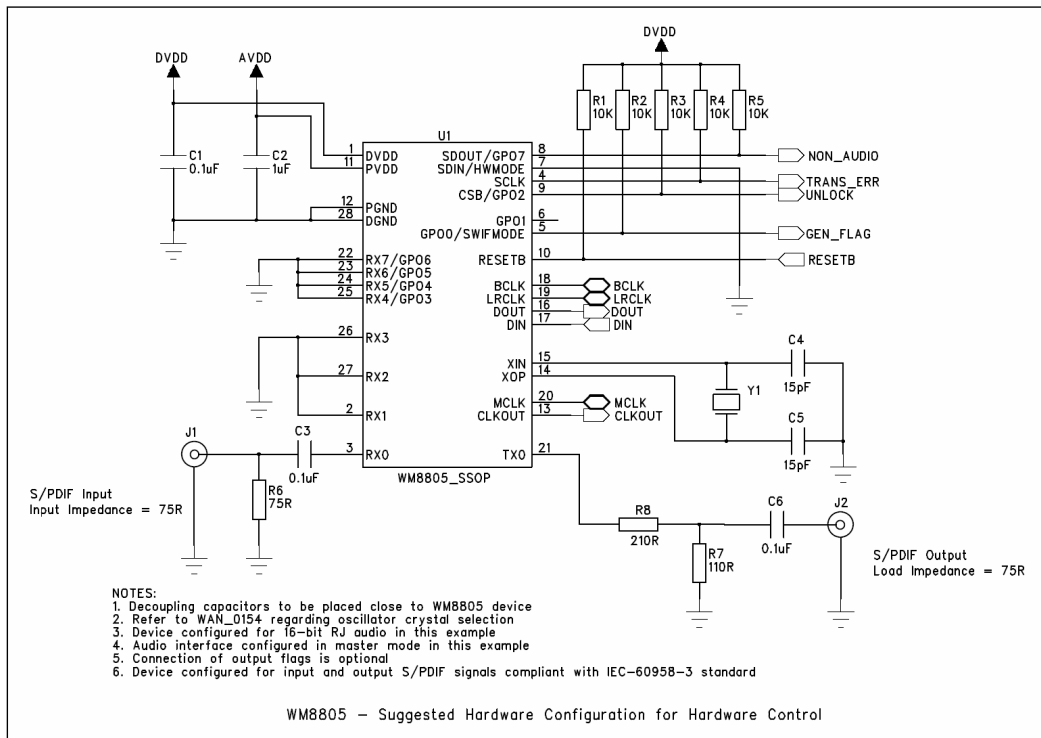 DVDD
AVDD
DVDD
R1
10K
R2
10K
R3
10K
R4
10K
R5
10K
C1
0.1uF
C2
1uF
U1
1
DVDD
11
PVDD
12
PGND
28
DGND
22
RX7/GPO6
23
RX6/GPO5
24
RX5/GPO4
25
RX4/GPO3
26
RX3
27
RX2
2
RX1
3
RX0
SDOUT/GPO7
8
NON_AUDIO
SDIN/HWMODE
7
SCLK
4
TRANS_ERR
CSB/GPO2
9
UNLOCK
GPO1
6
GPO0/SWIFMODE
5
GEN_FLAG
RESETB
10
RESETB
BCLK
18
BCLK
LRCLK
19
LRCLK
DOUT
16
DOUT
DIN
17
DIN
XIN
15
XOP
14
MCLK
20
MCLK
CLKOUT
13
CLKOUT
TXO
21
WM8805_SSOP
C4
15pF
Y1
C5
15pF
J1
C3
0.1uF
R6
75R
S/PDIF Input
Input Impedance = 75R
R8
210R
R7
110R
C6
0.1uF
J2
S/PDIF Output
Load Impedance = 75R
NOTES:
1. Decoupling capacitors to be placed close to WM8805 device
2. Refer to WAN_0154 regarding oscillator crystal selection
3. Device configured for 16-bit RJ audio in this example
4. Audio interface configured in master mode in this example
5. Connection of output flags is optional
6. Device configured for input and output S/PDIF signals compliant with IEC-60958-3 standard
WM8805 - Suggested Hardware Configuration for Hardware Control